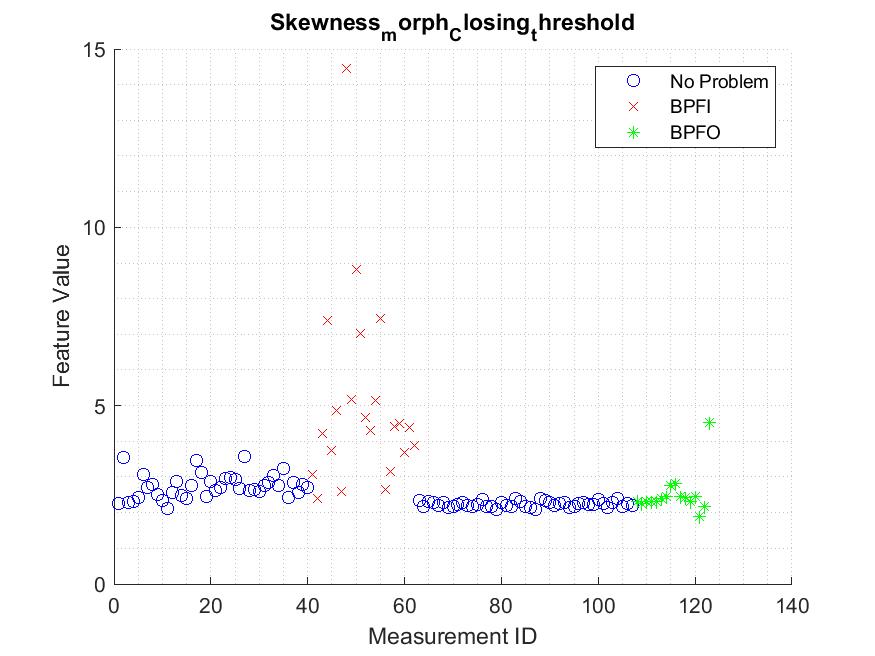 Skewness_morph_Closing_threshold
15
10
5
0
Feature Value
No Problem
BPFI
BPFO
0 20 40 60 80 100 120 140
Measurement ID